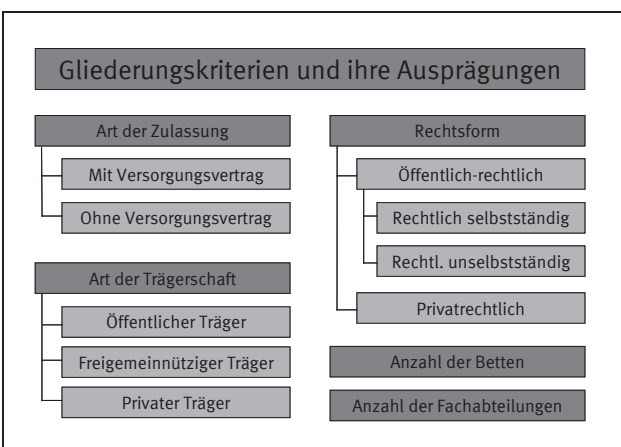 Gliederungskriterien und ihre Ausprägungen
Art der Zulassung
Mit Versorgungsvertrag
Ohne Versorgungsvertrag
Art der Trägerschaft
Öffentlicher Träger
Freigemeinnütziger Träger
Privater Träger
Rechtsform
Öffentlich-rechtlich
Rechtlich selbstständig
Rechtl. unselbstständig
Privatrechtlich
Anzahl der Betten
Anzahl der Fachabteilungen